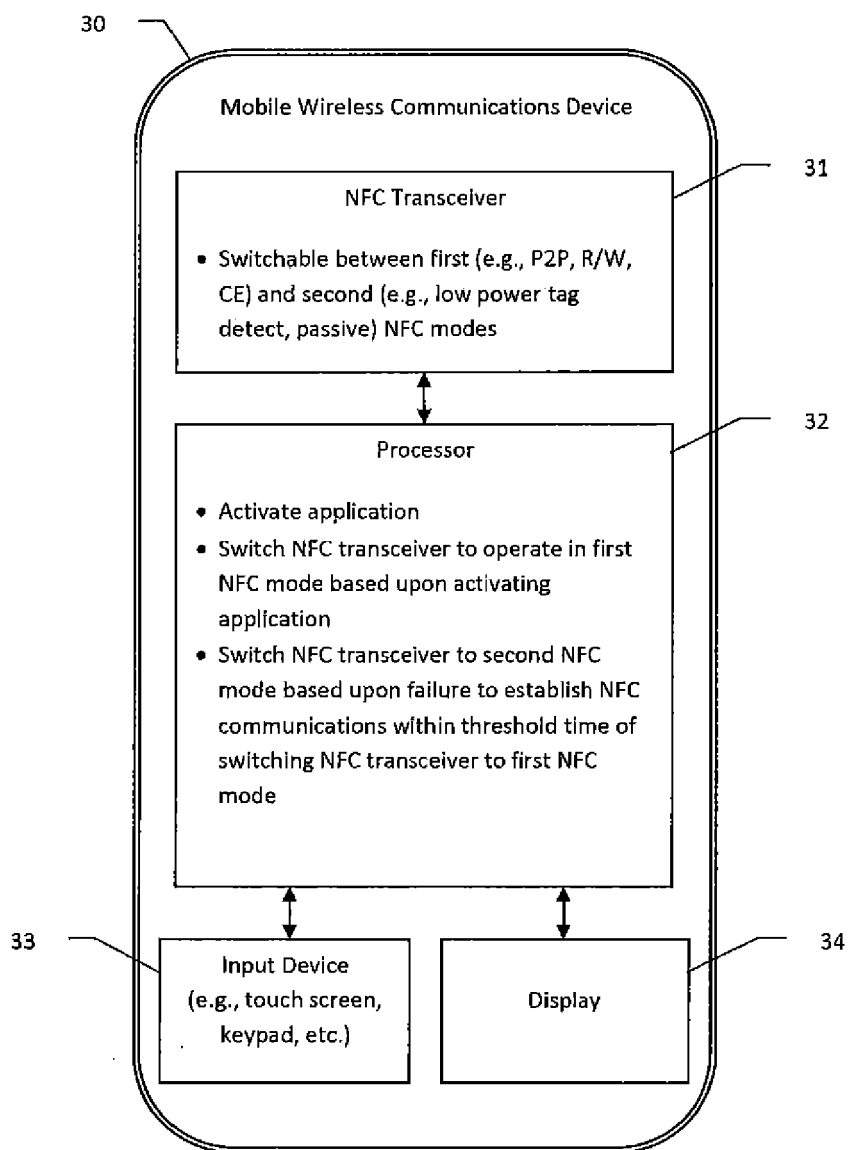 30
Mobile Wireless Communications Device
31
NFC Transceiver
• Switchable between first (e.g., P2P, R/W,
CE) and second (e.g., low power tag
detect, passive) NFC modes
32
Processor
• Activate application
• Switch NFC transceiver to operate in first
NFC mode based upon activating
application
• Switch NFC transceiver to second NFC
mode based upon failure to establish NFC
communications within threshold time of
switching NFC transceiver to first NFC
mode
33
Input Device
(e.g., touch screen,
keypad, etc.)
34
Display